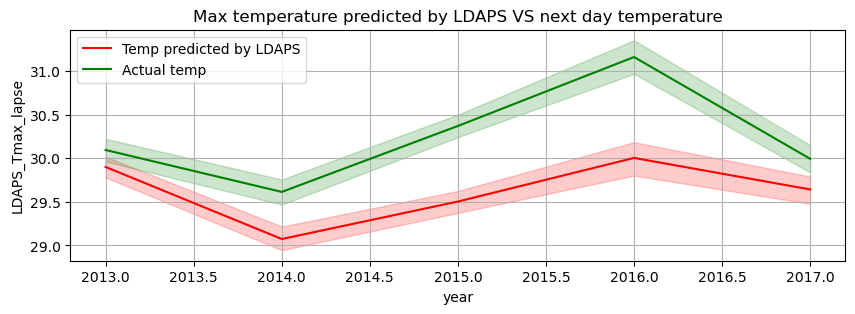 Max temperature predicted by LDAPS VS next day temperature
Temp predicted by LDAPS
Actual temp
LDAPS_Tmax_lapse
31.0
30.5
30.0
29.5
29.0
2013.0 2013.5 2014.0 2014.5 2015.0 2015.5 2016.0 2016.5 2017.0
year